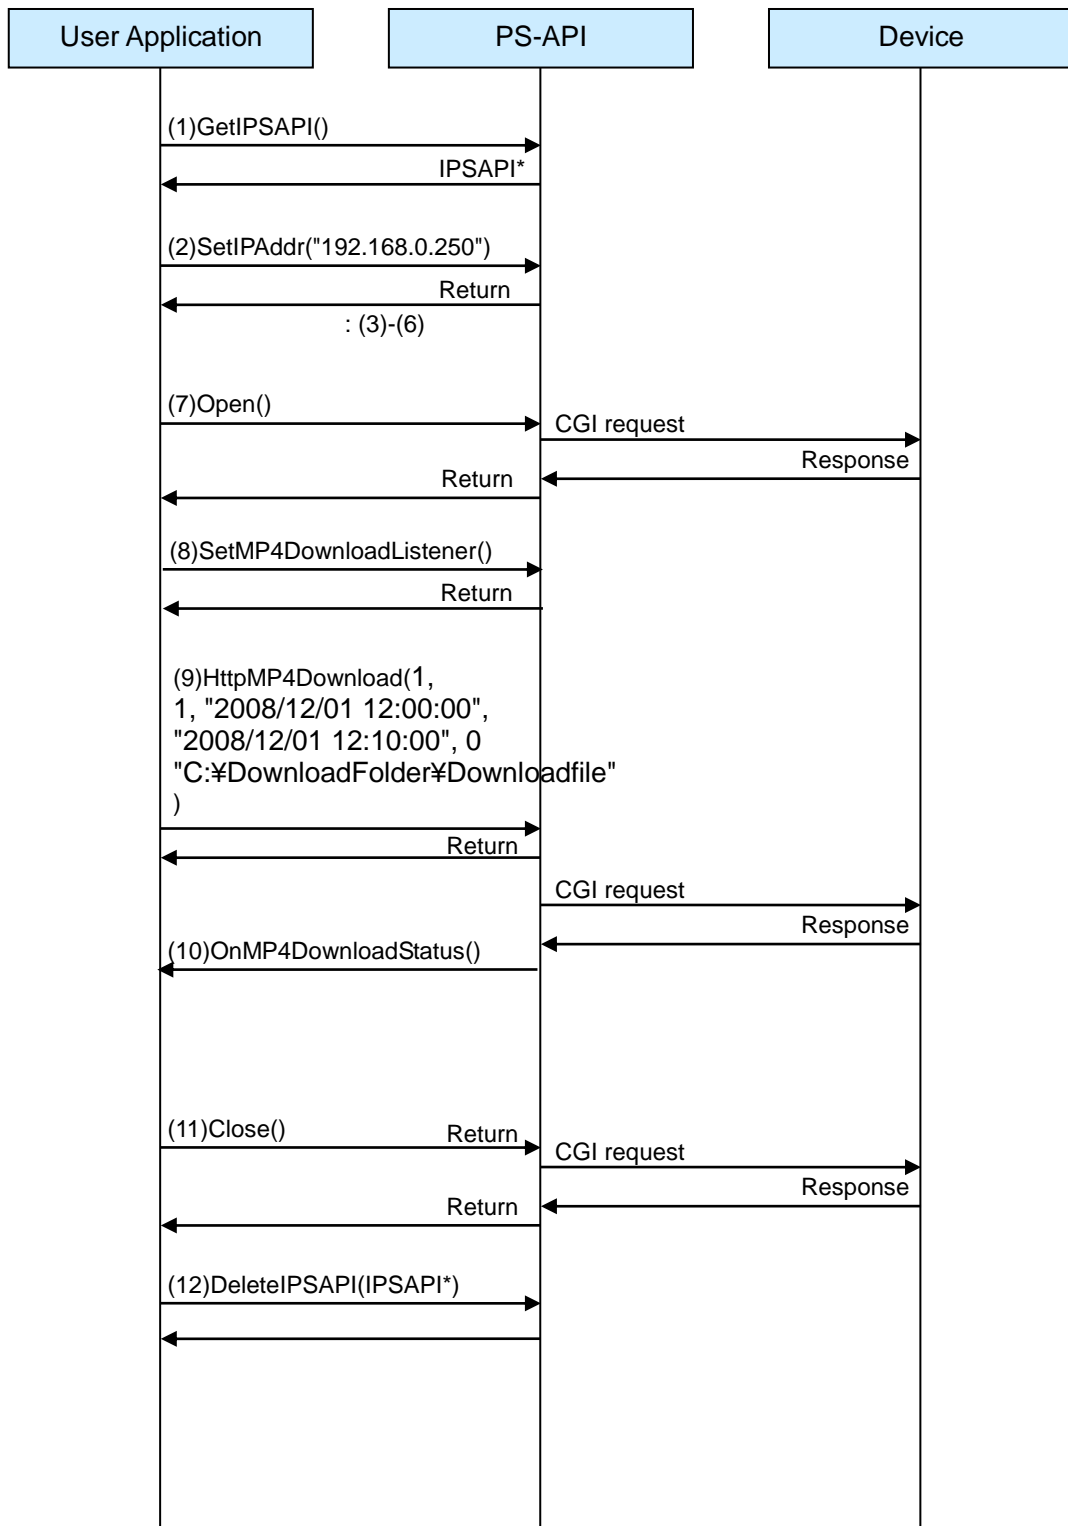 User Application
PS-API
Device
(1)GetIPSAPI()
IPSAPI*
(2)SetIPAddr("192.168.0.250")
Return
: (3)-(6)
(7)Open()
CGI request
Response
Return
(8)SetMP4DownloadListener()
Return
(9)HttpMP4Download(1,
1, "2008/12/01 12:00:00",
"2008/12/01 12:10:00", 0
"C:¥DownloadFolder¥Downloadfile"
)
Return
CGI request
Response
(10)OnMP4DownloadStatus()
(11)Close()
Return
CGI request
Response
Return
(12)DeleteIPSAPI(IPSAPI*)